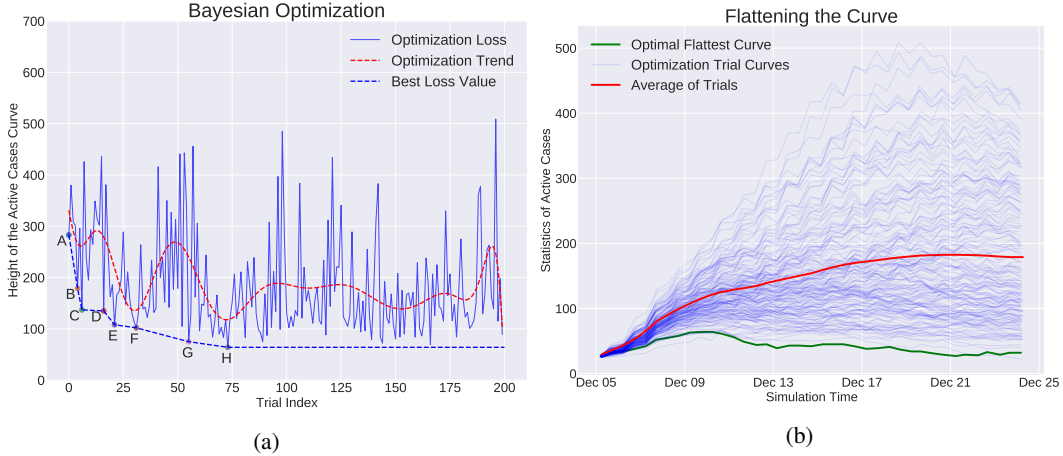 Bayesian Optimization
Height of the Active Cases Curve
700
600
500
400
300
200
100
0
Optimization Loss
Optimization Trend
Best Loss Value
A
B
C
D
E
F
G
H
0 25 50 75 100 125 150 175 200
Trial Index
(a)
Flattening the Curve
Statistics of Active Cases
500
400
300
200
100
0
Optimal Flattest Curve
Optimization Trial Curves
Average of Trials
Dec 05 Dec 09 Dec 13 Dec 17 Dec 21 Dec 25
Simulation Time
(b)